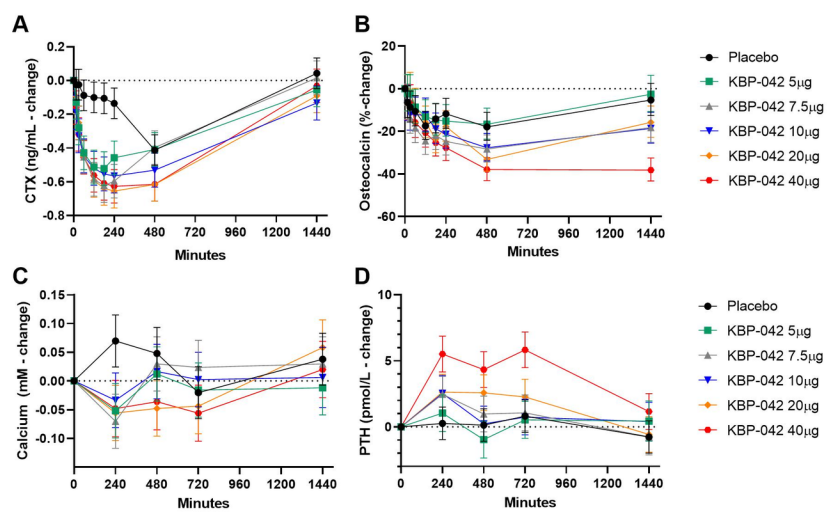 A
CTX (ng/mL - change)
0.2
0.0
-0.2
-0.4
-0.6
-0.8
0 240 480 720 960 1200 1440
Minutes
B
Osteocalcin (%-change)
20
0
-20
-40
-60
0 240 480 720 960 1200 1440
Minutes
Placebo
KBP-042 5µg
KBP-042 7.5µg
KBP-042 10µg
KBP-042 20µg
KBP-042 40µg
C
Calcium (mM - change)
0.15
0.10
0.05
0.00
-0.05
-0.10
0 240 480 720 960 1200 1440
Minutes
D
PTH (pmol/L - change)
10
5
0
0 240 480 720 960 1200 1440
Minutes
Placebo
KBP-042 5µg
KBP-042 7.5µg
KBP-042 10µg
KBP-042 20µg
KBP-042 40µg